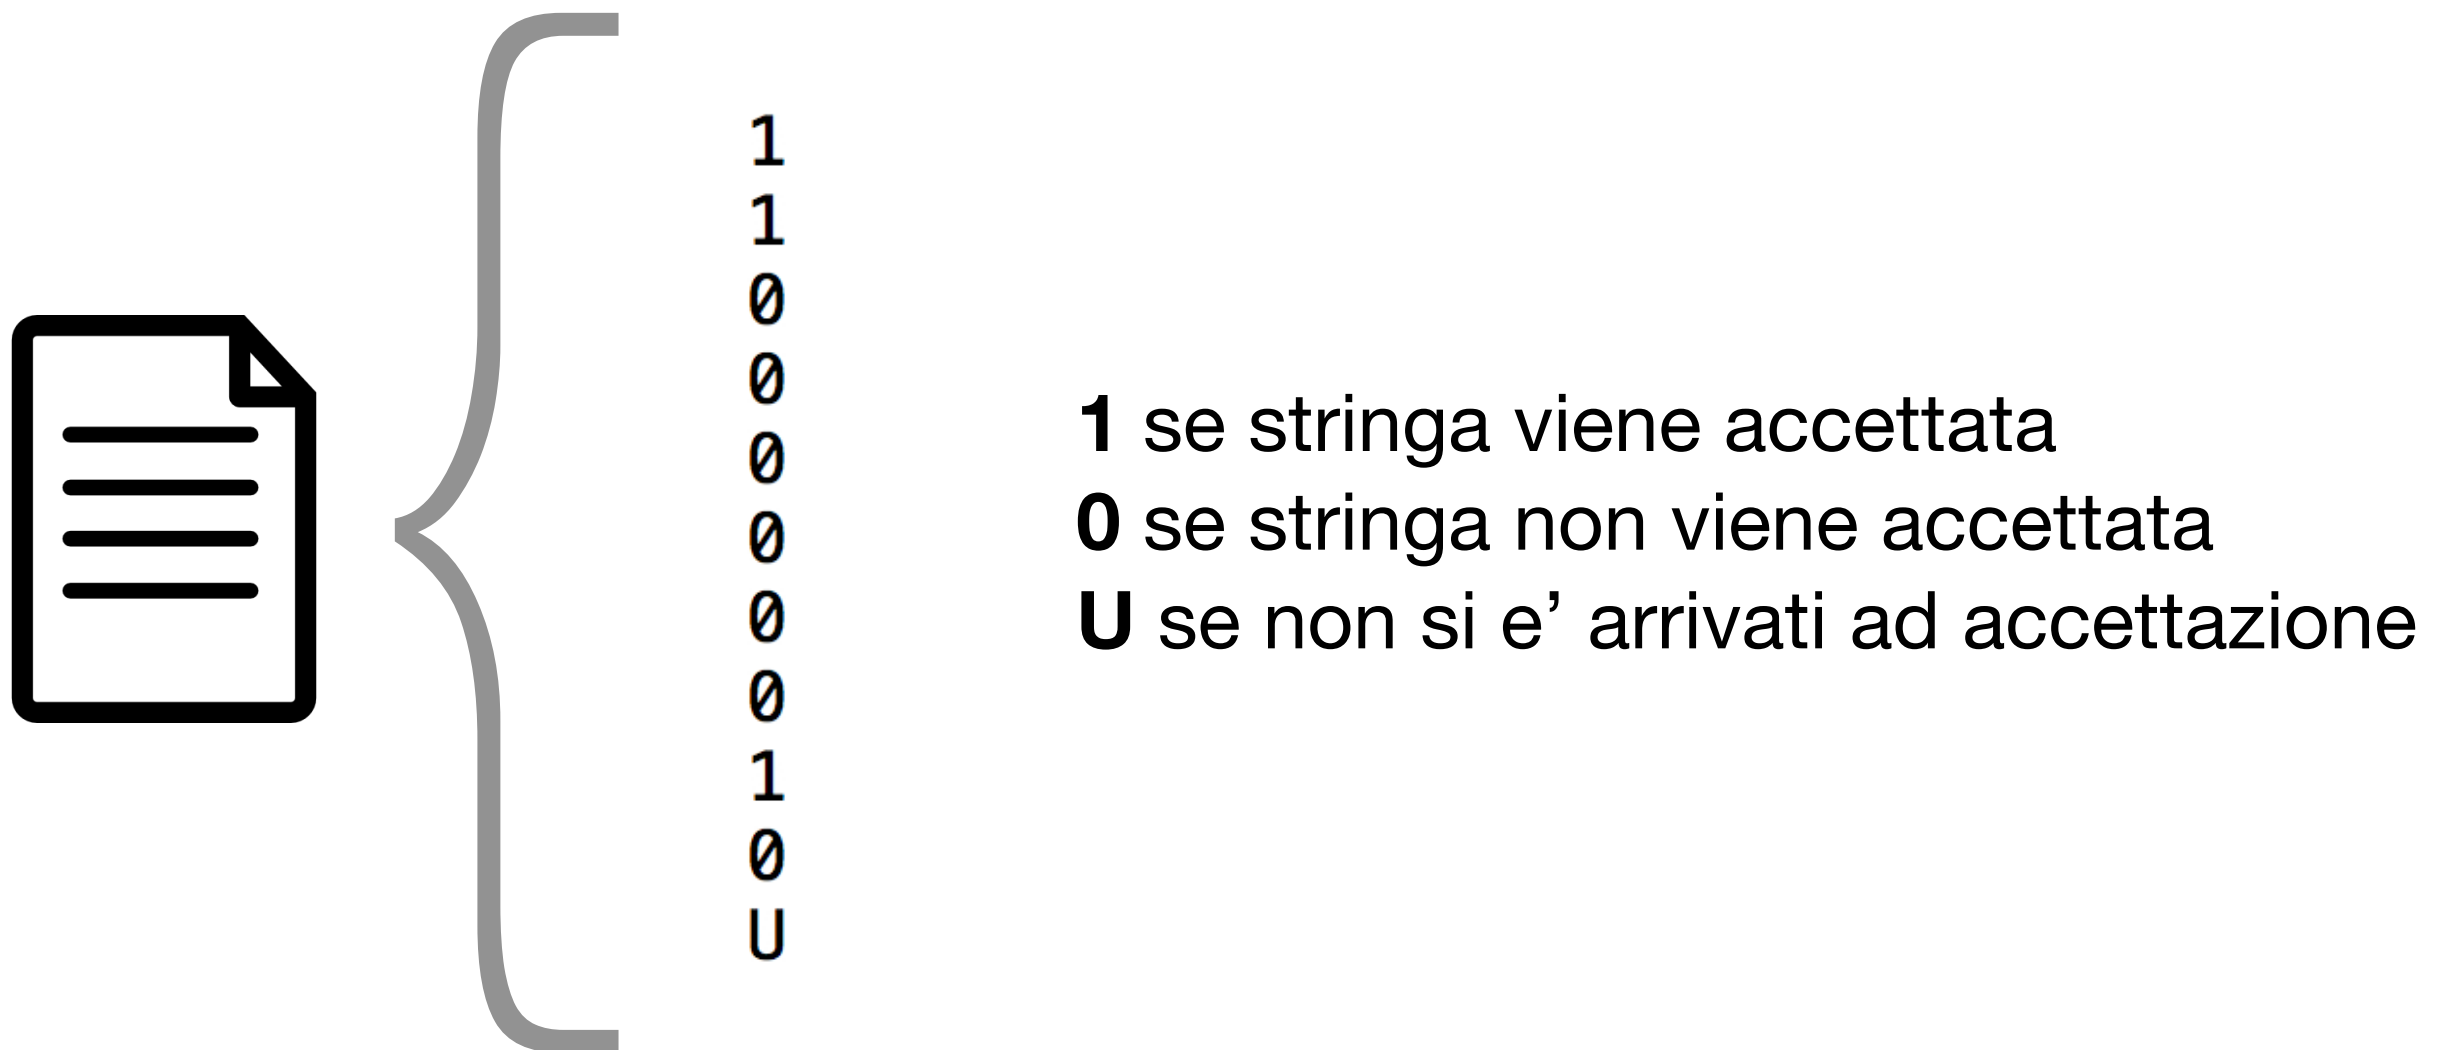 1
1
0
0
0
0
0
0
1
0
U
1 se stringa viene accettata
0 se stringa non viene accettata
U se non si e’ arrivati ad accettazione